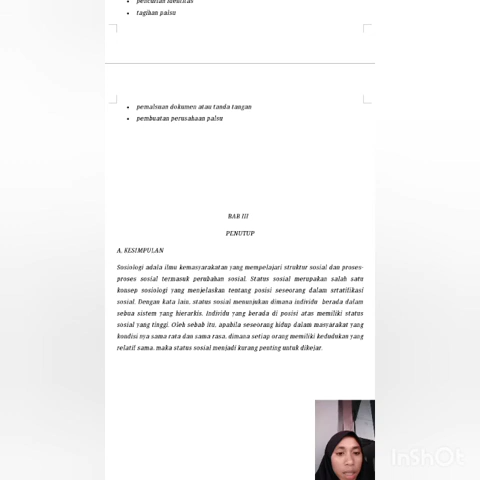 pencurian identitas
tagihan palsu
pemalsuan dokumen atau tanda tangan
pembuatan perusahaan palsu
BAB III
PENUTUP
A. KESIMPULAN
Sosiologi adala ilmu kemasyarakatan yang mempelajari struktur sosial dan proses-
proses sosial termasuk perubahan sosial. Status sosial merupakan salah satu
konsep sosiologi yang menjelaskan tentang posisi seseorang dalam srtatifikasi
sosial. Dengan kata lain, status sosial menunjukan dimana individu berada dalam
sebua sistem yang hierarkis. Individu yang berada di posisi atas memiliki status
sosial yang tinggi. Oleh sebab itu, apabila seseorang hidup dalam masyarakat yang
kondisi nya sama rata dan sama rasa, dimana setiap orang memiliki kedudukan yang
relatif sama, maka status sosial menjadi kurang penting untuk dikejar.
InShOt